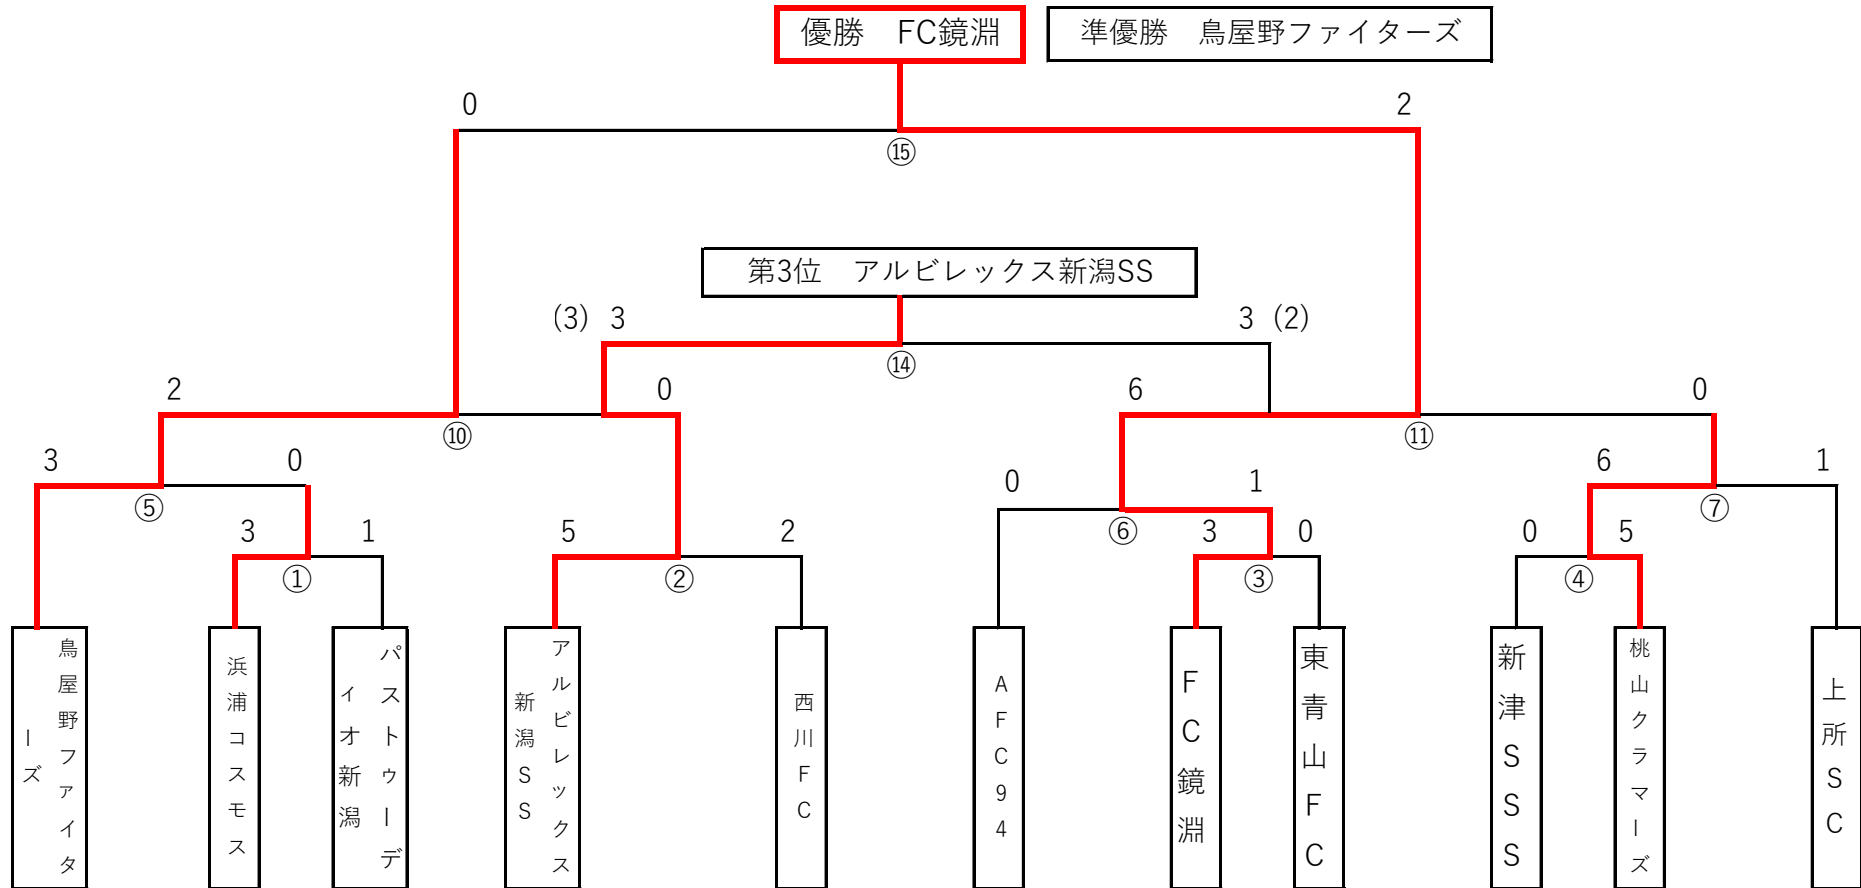 優勝　FC鏡淵
準優勝　鳥屋野ファイターズ
0
2
⑮
第3位　アルビレックス新潟SS
(3) 3
3 (2)
⑭
2
0
6
0
⑩
⑪
3
0
0
1
6
1
⑤
⑥
⑦
3
1
5
2
3
0
0
5
①
②
③
④
鳥屋野ファイターズ
浜浦コスモス
パストゥーディオ新潟
アルビレックス新潟SS
西川FC
AFC94
FC鏡淵
東青山FC
新津SSS
桃山クラマーズ
上所SC